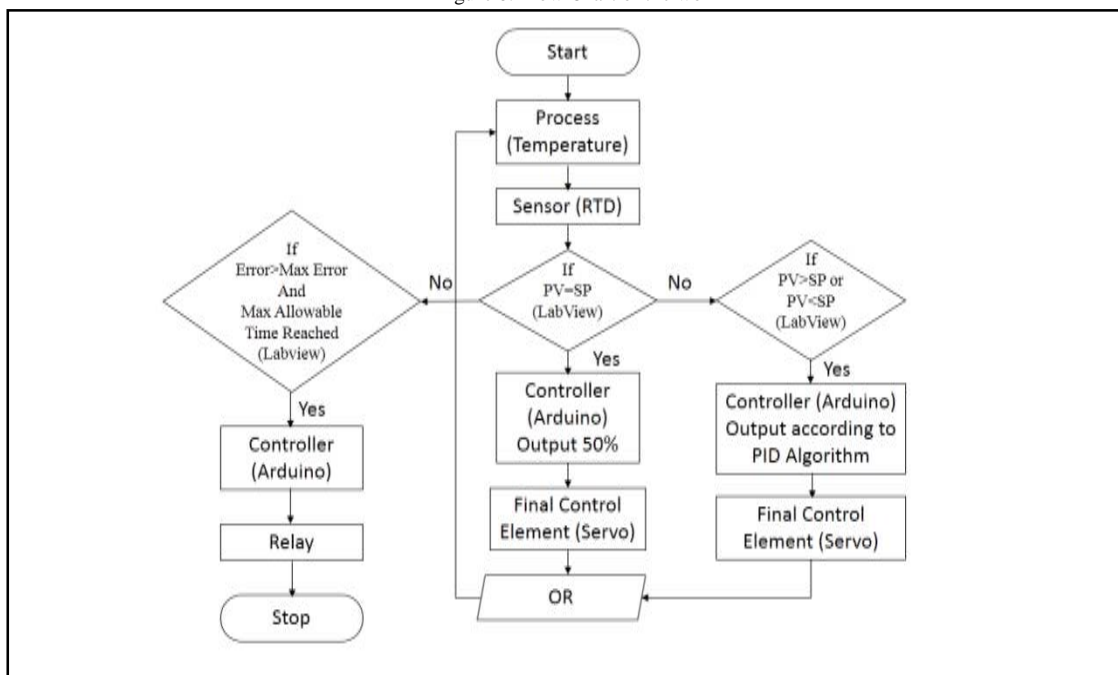 Start
Process
(Temperature)
Sensor (RTD)
If
PV=SP
(LabView)
No
No
Yes
If
Error>Max Error
And
Max Allowable
Time Reached
(Labview)
Yes
Controller
(Arduino)
Relay
Stop
Controller
(Arduino)
Output 50%
Final Control
Element (Servo)
OR
If
PV>SP or
PV<SP
(LabView)
Yes
Controller (Arduino)
Output according to
PID Algorithm
Final Control
Element (Servo)